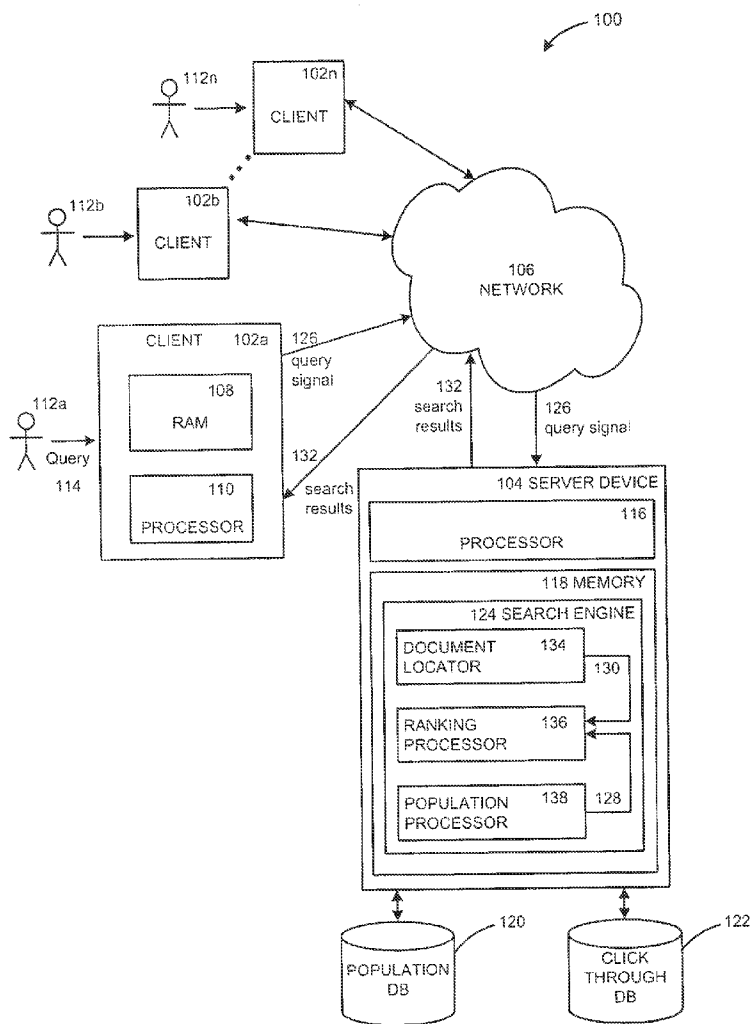 100
112n
102n
CLIENT
112b
102b
CLIENT
106
NETWORK
CLIENT 102a
126
query
signal
108
RAM
112a
Query
114
110
PROCESSOR
132
search
results
132
search
results
126
query signal
104 SERVER DEVICE
116
PROCESSOR
118 MEMORY
124 SEARCH ENGINE
DOCUMENT
LOCATOR
134
130
RANKING
PROCESSOR
136
POPULATION
PROCESSOR
138
128
120
POPULATION
DB
122
CLICK
THROUGH
DB